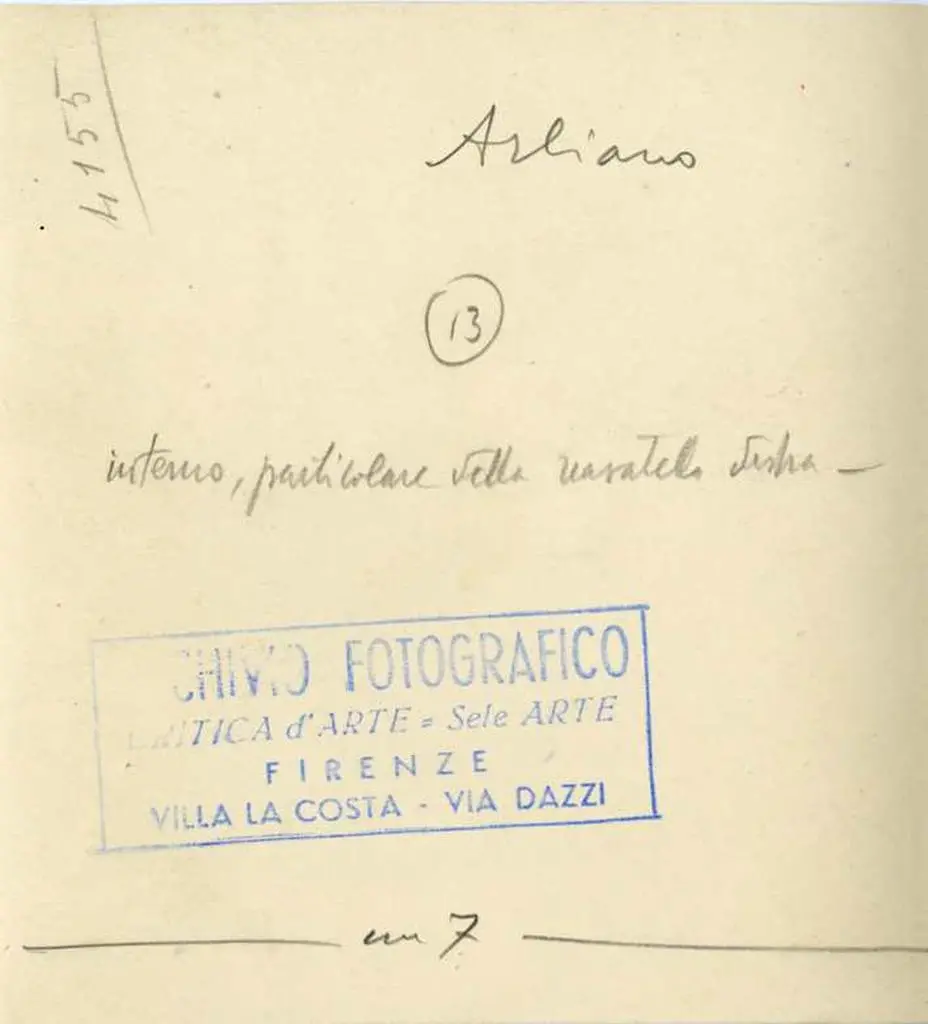 4155
Arliano
13
interno, particolare della navatella destra –
CHIVIO FOTOGRAFICO
CRITICA d'ARTE = Sele ARTE
FIRENZE
VILLA LA COSTA - VIA DAZZI
cm 7